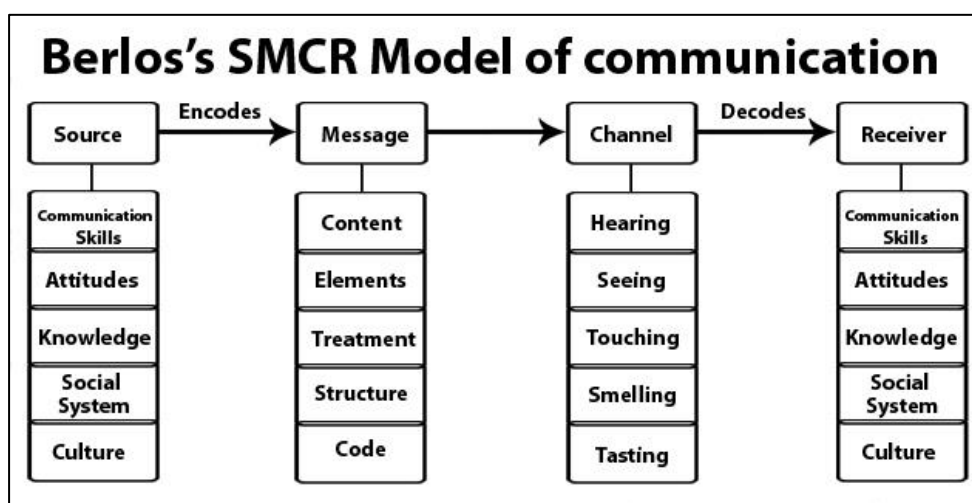 Berlos's SMCR Model of communication
Encodes
Decodes
Source
Message
Channel
Receiver
Communication
Skills
Attitudes
Knowledge
Social
System
Culture
Content
Elements
Treatment
Structure
Code
Hearing
Seeing
Touching
Smelling
Tasting
Communication
Skills
Attitudes
Knowledge
Social
System
Culture